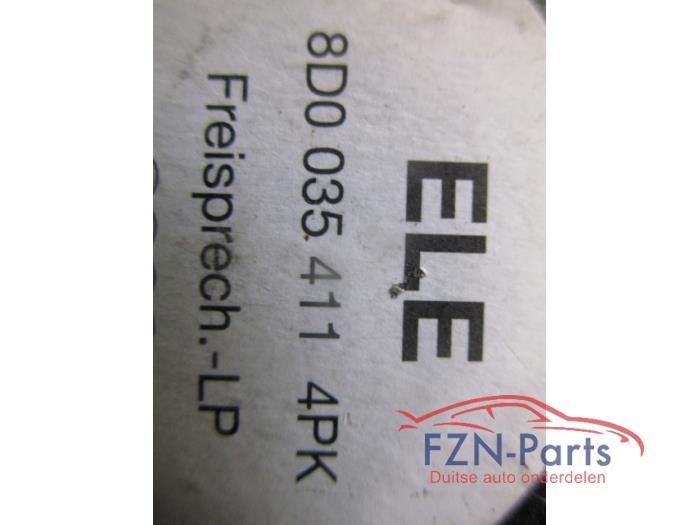 ELE
8D0 035 411 4PK
Freisprech.-LP
FZN-Parts
Duitse auto onderdelen